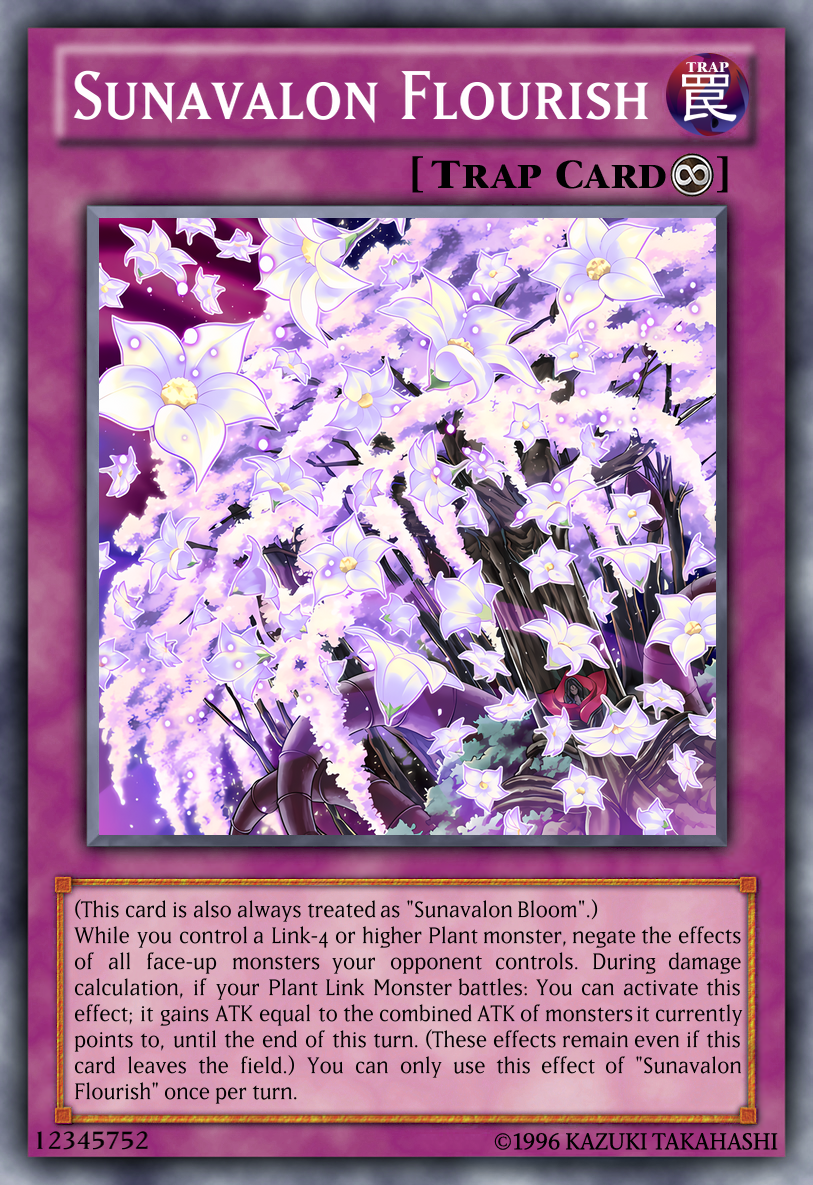 Sunavalon Flourish
TRAP
罠
[Trap Card∞]
(This card is also always treated as "Sunavalon Bloom".)
While you control a Link-4 or higher Plant monster, negate the effects
of all face-up monsters your opponent controls. During damage
calculation, if your Plant Link Monster battles: You can activate this
effect; it gains ATK equal to the combined ATK of monsters it currently
points to, until the end of this turn. (These effects remain even if this
card leaves the field.) You can only use this effect of "Sunavalon
Flourish" once per turn.
12345752
©1996 KAZUKI TAKAHASHI